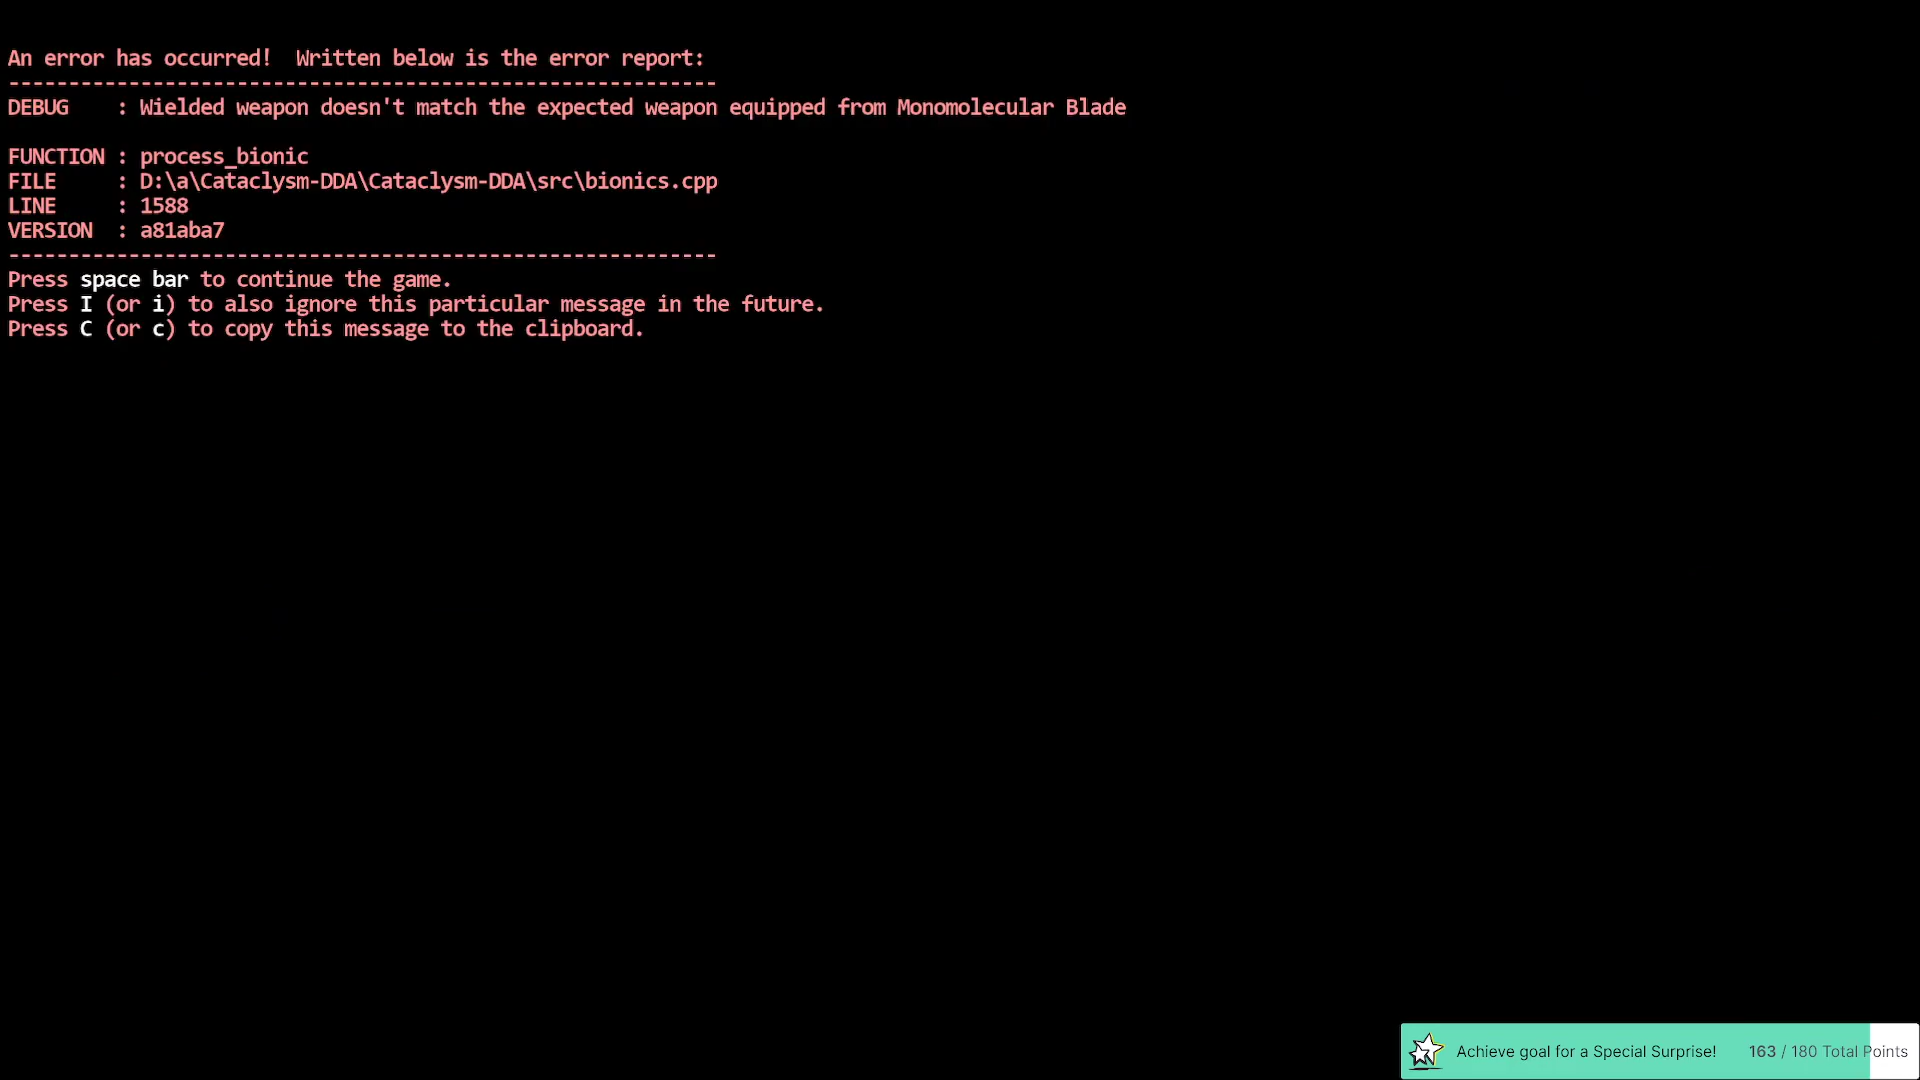 An error has occurred!  Written below is the error report:
-----------------------------------------------------------
DEBUG    : Wielded weapon doesn't match the expected weapon equipped from Monomolecular Blade
FUNCTION : process_bionic
FILE     : D:\a\Cataclysm-DDA\Cataclysm-DDA\src\bionics.cpp
LINE     : 1588
VERSION  : a81aba7
-----------------------------------------------------------
Press space bar to continue the game.
Press I (or i) to also ignore this particular message in the future.
Press C (or c) to copy this message to the clipboard.
Achieve goal for a Special Surprise! 163 / 180 Total Points